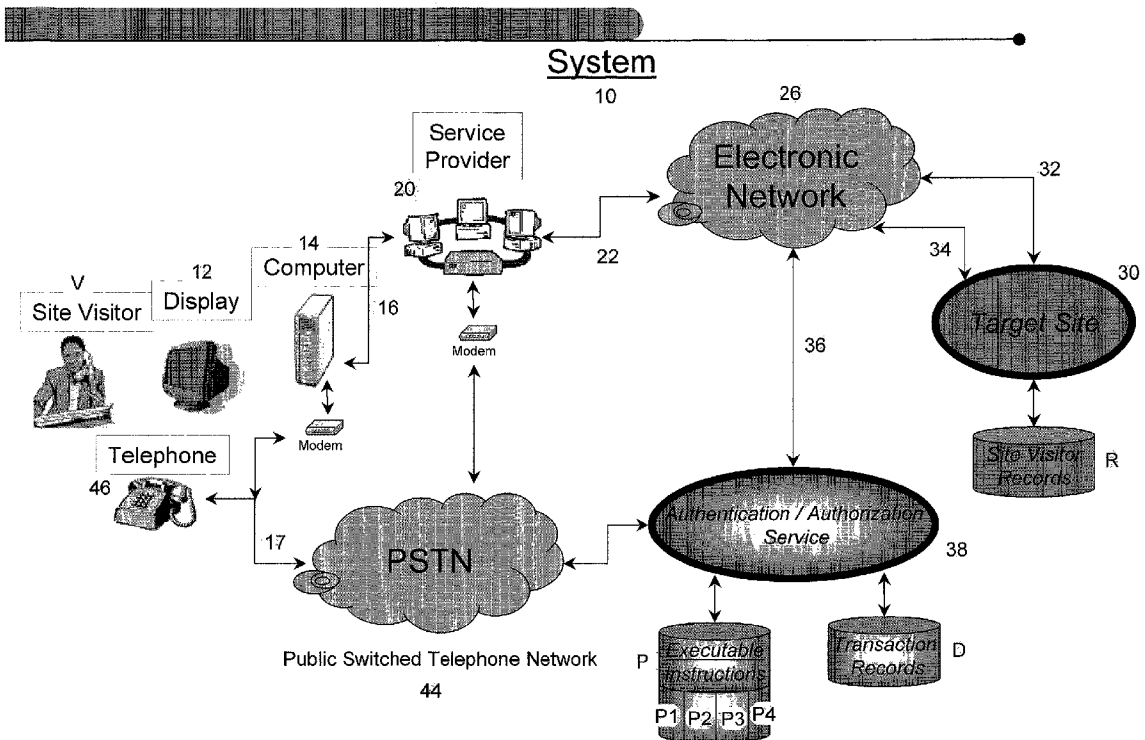 System
10
26
Service
Provider
Electronic
Network
20
32
22
34
14
Computer
12
Display
V
Site Visitor
16
30
Target Site
Modem
36
Modem
Telephone
46
Site Visitor
Records
R
Authentication / Authorization
Service
17
PSTN
38
Public Switched Telephone Network
44
P
Executable
Instructions
P1 P2 P3 P4
Transaction
Records
D